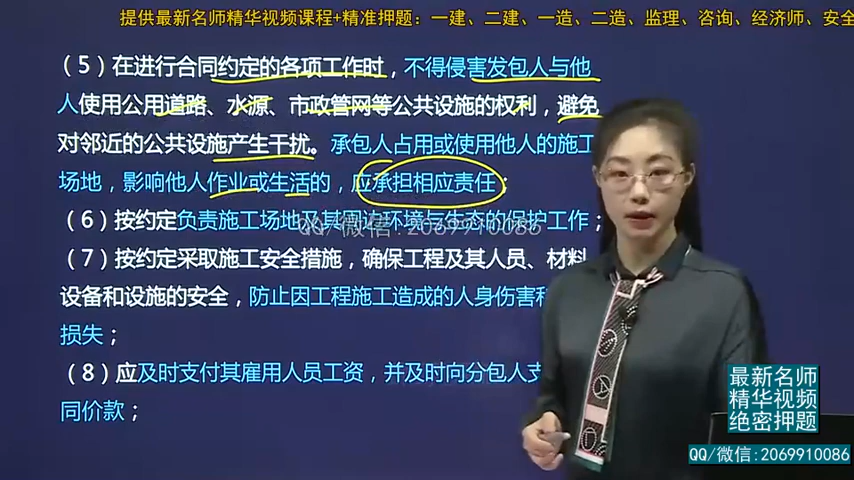 提供最新名师精华视频课程+精准押题：一建、二建、一造、二造、监理、咨询、经济师、安全
（5）在进行合同约定的各项工作时，不得侵害发包人与他
人使用公用道路、水源、市政管网等公共设施的权利，避免
对邻近的公共设施产生干扰。承包人占用或使用他人的施工
场地，影响他人作业或生活的，应承担相应责任；
（6）按约定负责施工场地及其周边环境与生态的保护工作；
QQ/微信:2069910086
（7）按约定采取施工安全措施，确保工程及其人员、材料、
设备和设施的安全，防止因工程施工造成的人身伤害和
损失；
（8）应及时支付其雇用人员工资，并及时向分包人支
同价款；
最新名师
精华视频
绝密押题
QQ/微信:2069910086